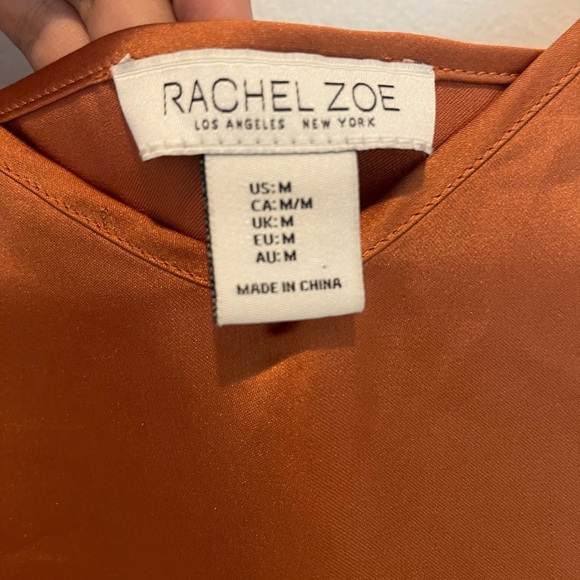 RACHEL ZOE
LOS ANGELES NEW YORK
US: M
CA: M/M
UK: M
EU: M
AU: M
MADE IN CHINA